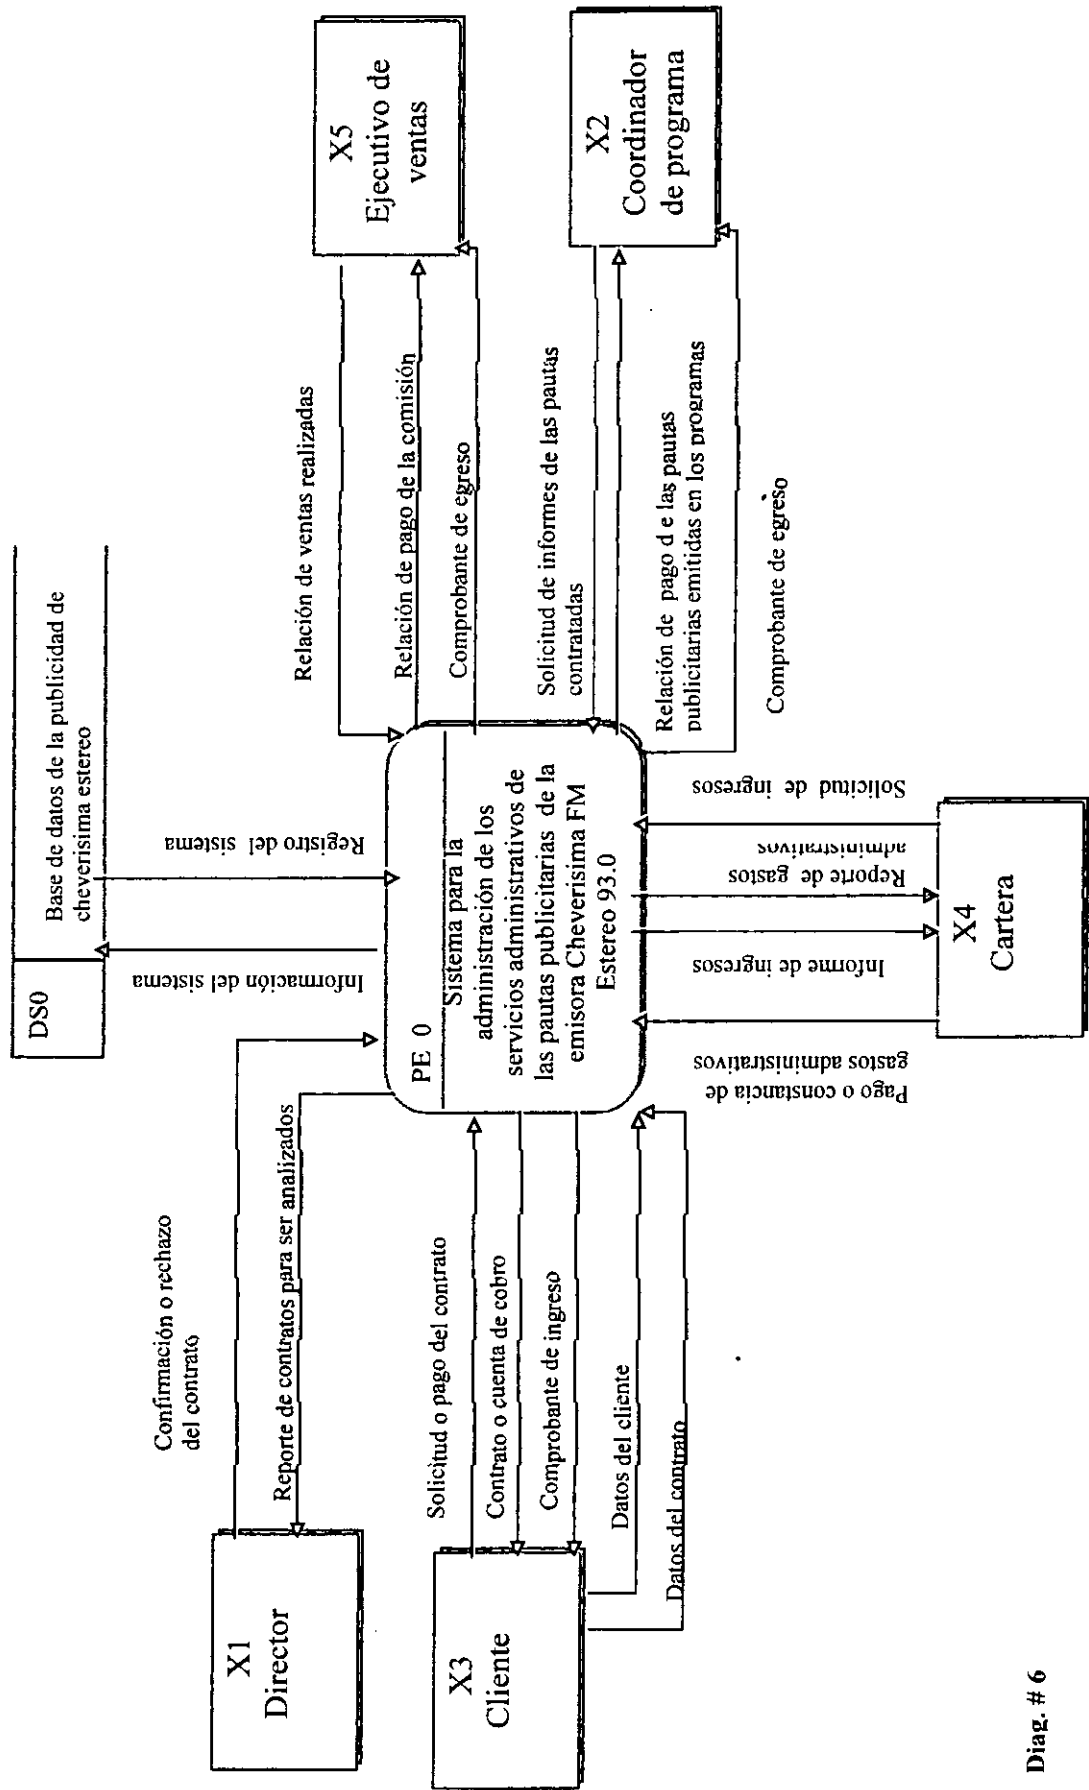 DS0
Base de datos de la publicidad de
cheverisima estereo
Confirmación o rechazo
del contrato
Información del sistema
Registro del sistema
Relación de ventas realizadas
X5
Ejecutivo de
ventas
X1
Director
Reporte de contratos para ser analizados
Relación de pago de la comisión
Comprobante de egreso
PE 0
Sistema para la
administración de los
servicios administrativos de
las pautas publicitarias de la
emisora Cheverisima FM
Estereo 93.0
X3
Cliente
Solicitud o pago del contrato
Contrato o cuenta de cobro
Comprobante de ingreso
Datos del cliente
Datos del contrato
Solicitud de informes de las pautas
contratadas
X2
Coordinador
de programa
Relación de pago d e las pautas
publicitarias emitidas en los programas
Comprobante de egreso
Pago o constancia de
gastos administrativos
Informe de ingresos
Reporte de gastos
administrativos
Solicitud de ingresos
X4
Cartera
Diag. # 6